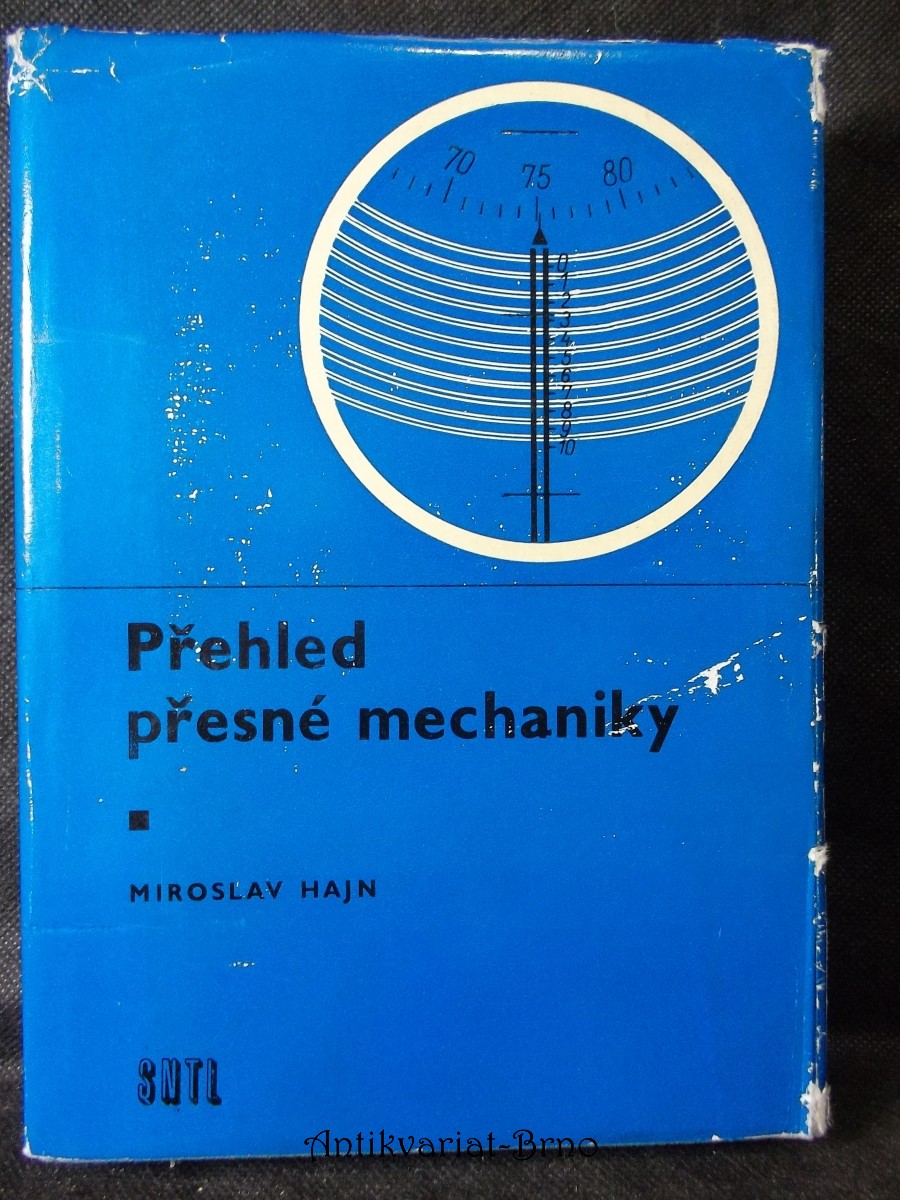 70 75 80
0
1
2
3
4
5
6
7
8
9
10
Přehled
přesné mechaniky
MIROSLAV HAJN
SNTL
Antikvariat-Brno